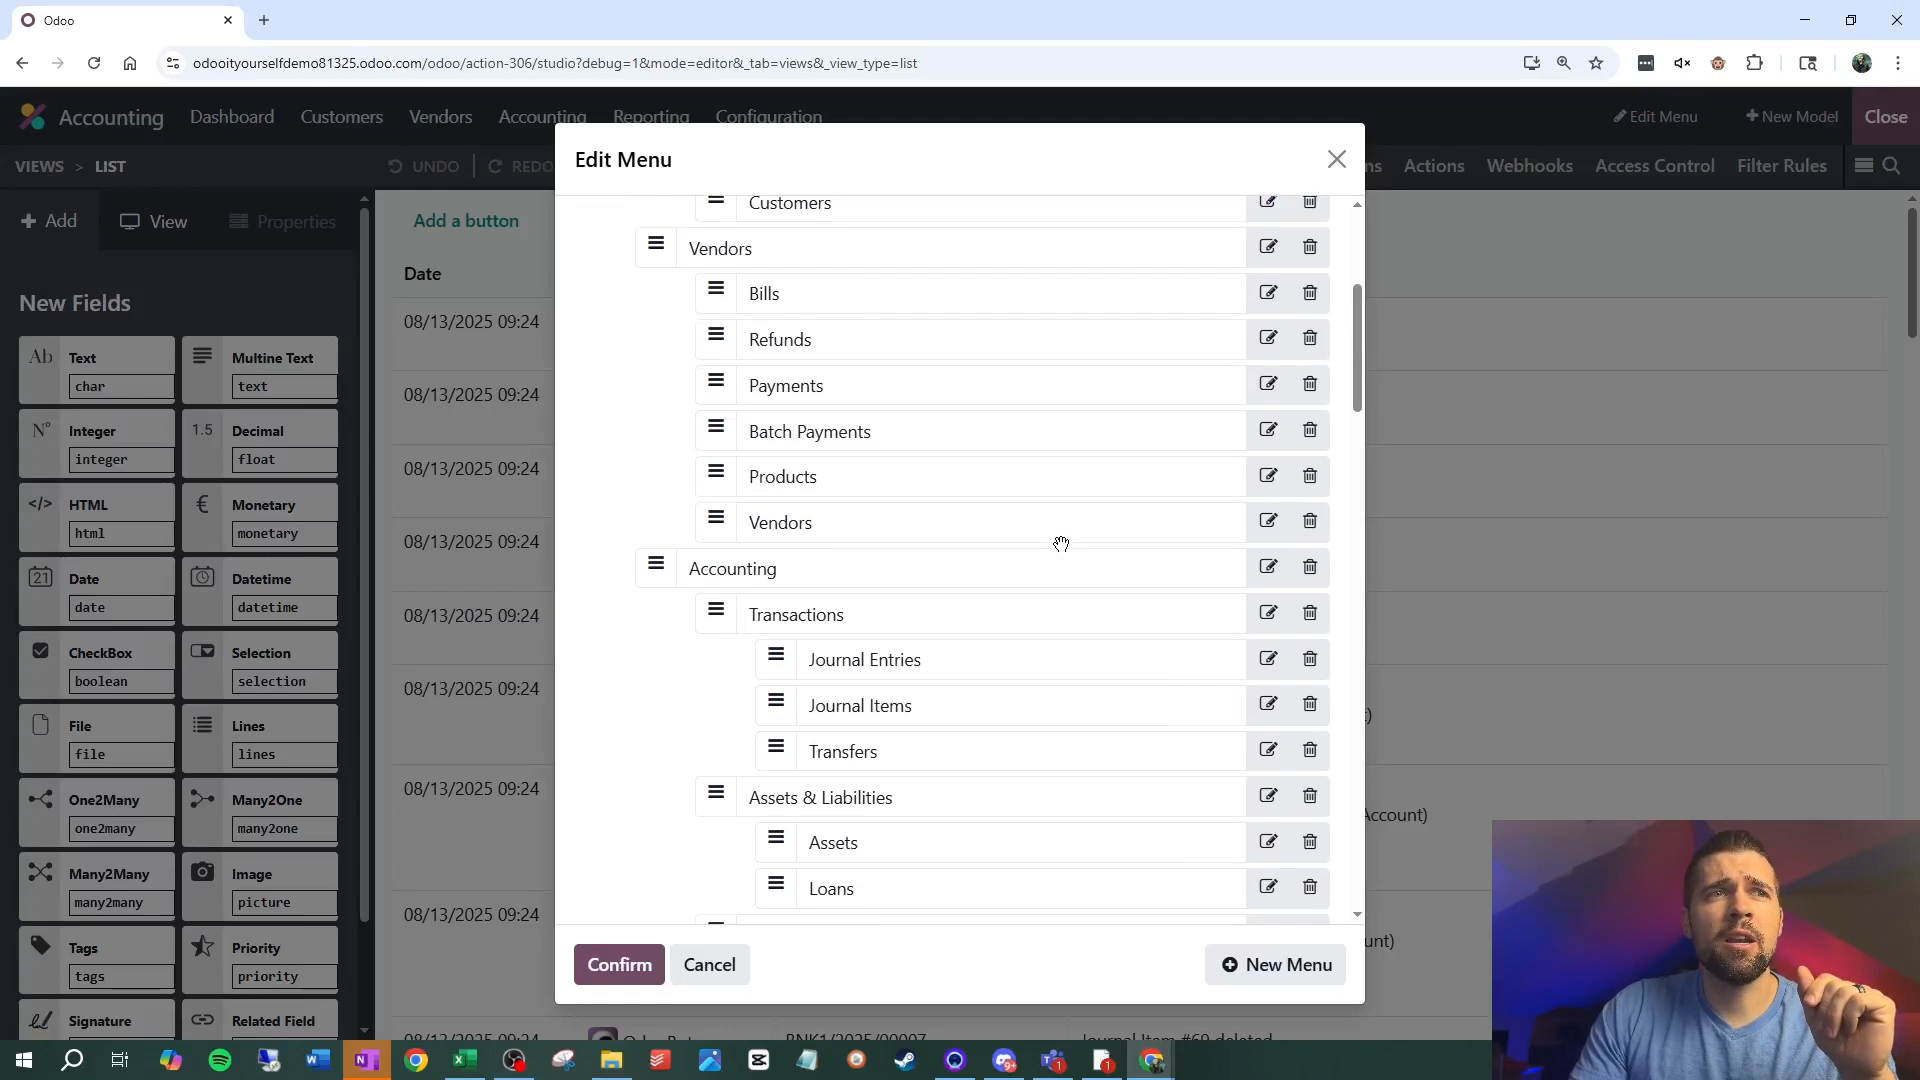 Odoo
odooityourselfdemo81325.odoo.com/odoo/action-306/studio?debug=1&mode=editor&_tab=views&_view_type=list
Accounting
Dashboard
Customers
Vendors
Accounting
Reporting
Configuration
Edit Menu
New Model
Close
VIEWS > LIST
UNDO
REDO
Actions
Webhooks
Access Control
Filter Rules
Add
View
Properties
Add a button
Date
New Fields
Ab Text
char
Multine Text
text
N° Integer
integer
1.5 Decimal
float
</> HTML
html
€ Monetary
monetary
21 Date
date
Datetime
datetime
CheckBox
boolean
Selection
selection
File
file
Lines
lines
One2Many
one2many
Many2One
many2one
Many2Many
many2many
Image
picture
Tags
tags
Priority
priority
Signature
Related Field
08/13/2025 09:24
08/13/2025 09:24
08/13/2025 09:24
08/13/2025 09:24
08/13/2025 09:24
08/13/2025 09:24
08/13/2025 09:24
08/13/2025 09:24
Account)
Edit Menu
Customers
Vendors
Bills
Refunds
Payments
Batch Payments
Products
Vendors
Accounting
Transactions
Journal Entries
Journal Items
Transfers
Assets & Liabilities
Assets
Loans
Confirm
Cancel
New Menu